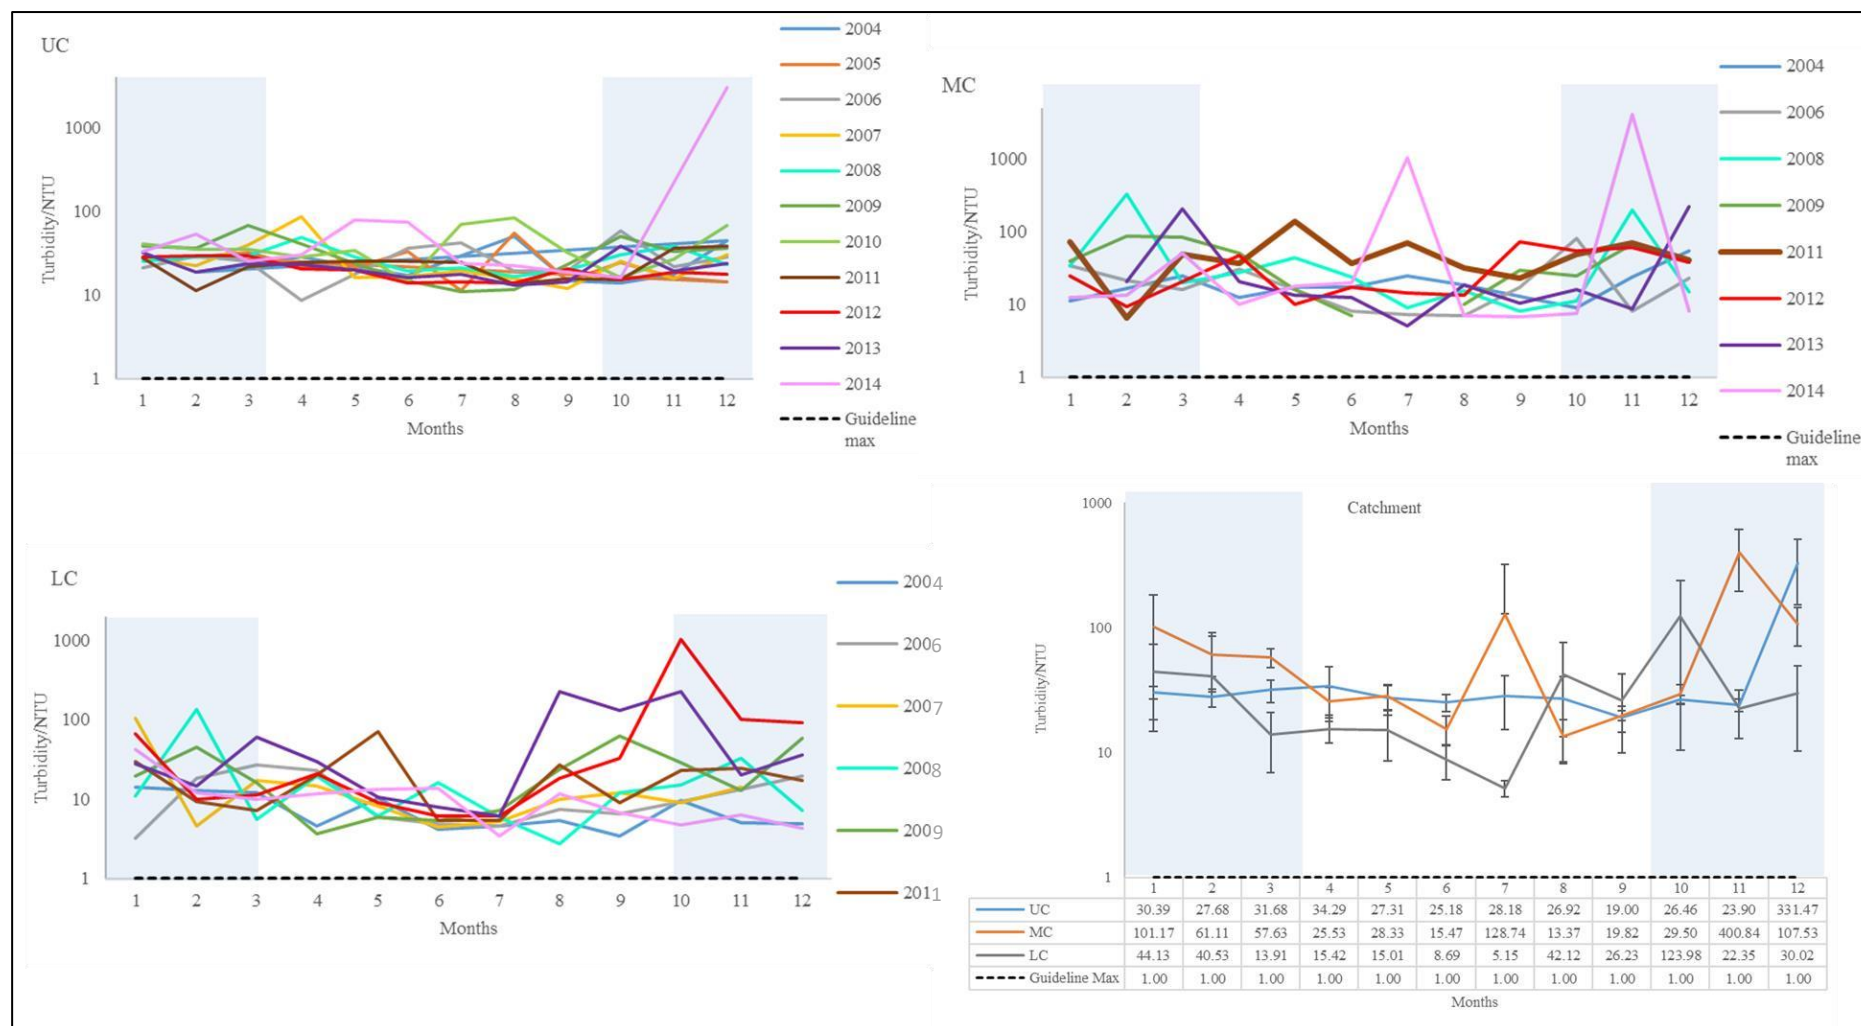 UC
Turbidity/NTU
1000
100
10
1
1 2 3 4 5 6 7 8 9 10 11 12
Months
2004
2005
2006
2007
2008
2009
2010
2011
2012
2013
2014
Guideline
max
MC
Turbidity/NTU
1000
100
10
1
1 2 3 4 5 6 7 8 9 10 11 12
Months
2004
2006
2008
2009
2011
2012
2013
2014
Guideline
max
LC
Turbidity/NTU
1000
100
10
1
1 2 3 4 5 6 7 8 9 10 11 12
Months
2004
2006
2007
2008
2009
2011
Catchment
Turbidity/NTU
1000
100
10
1
1 2 3 4 5 6 7 8 9 10 11 12
UC 30.39 27.68 31.68 34.29 27.31 25.18 28.18 26.92 19.00 26.46 23.90 331.47
MC 101.17 61.11 57.63 25.53 28.33 15.47 128.74 13.37 19.82 29.50 400.84 107.53
LC 44.13 40.53 13.91 15.42 15.01 8.69 5.15 42.12 26.23 123.98 22.35 30.02
Guideline Max 1.00 1.00 1.00 1.00 1.00 1.00 1.00 1.00 1.00 1.00 1.00 1.00
Months